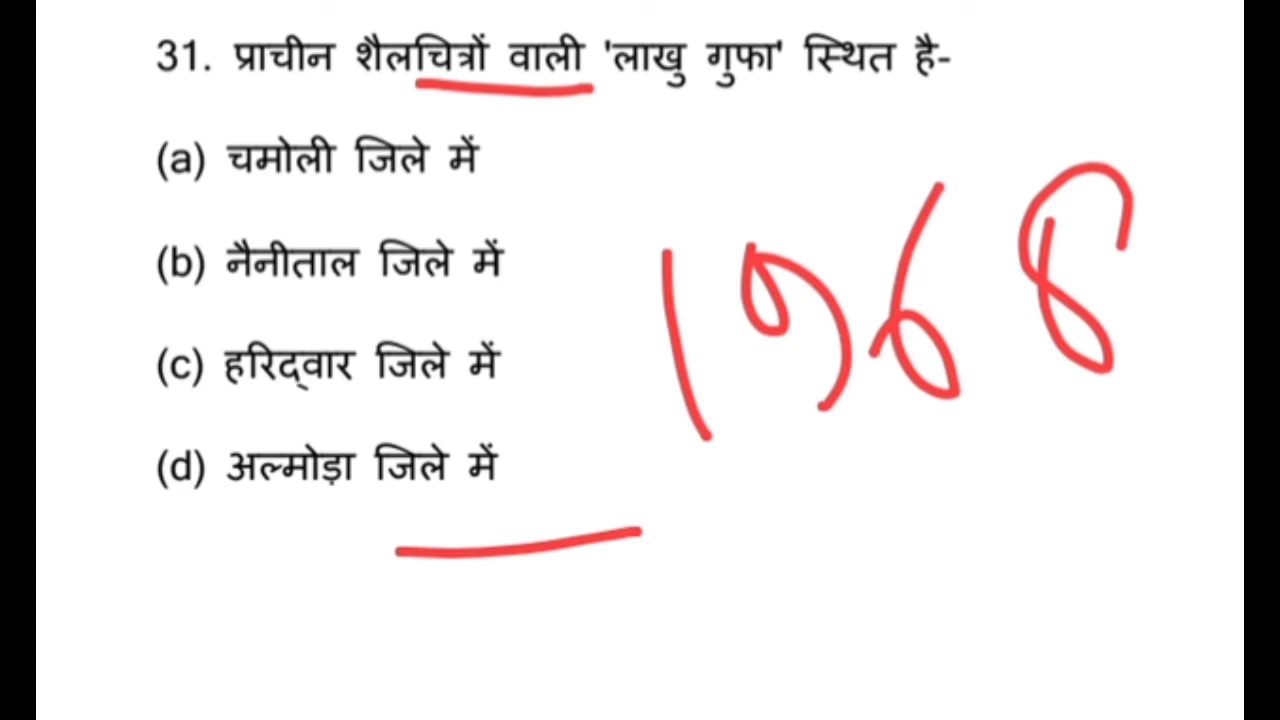 31. प्राचीन शैलचित्रों वाली 'लाखु गुफा' स्थित है-
(a) चमोली जिले में
(b) नैनीताल जिले में
(c) हरिद्‌वार जिले में
(d) अल्मोड़ा जिले में
1968